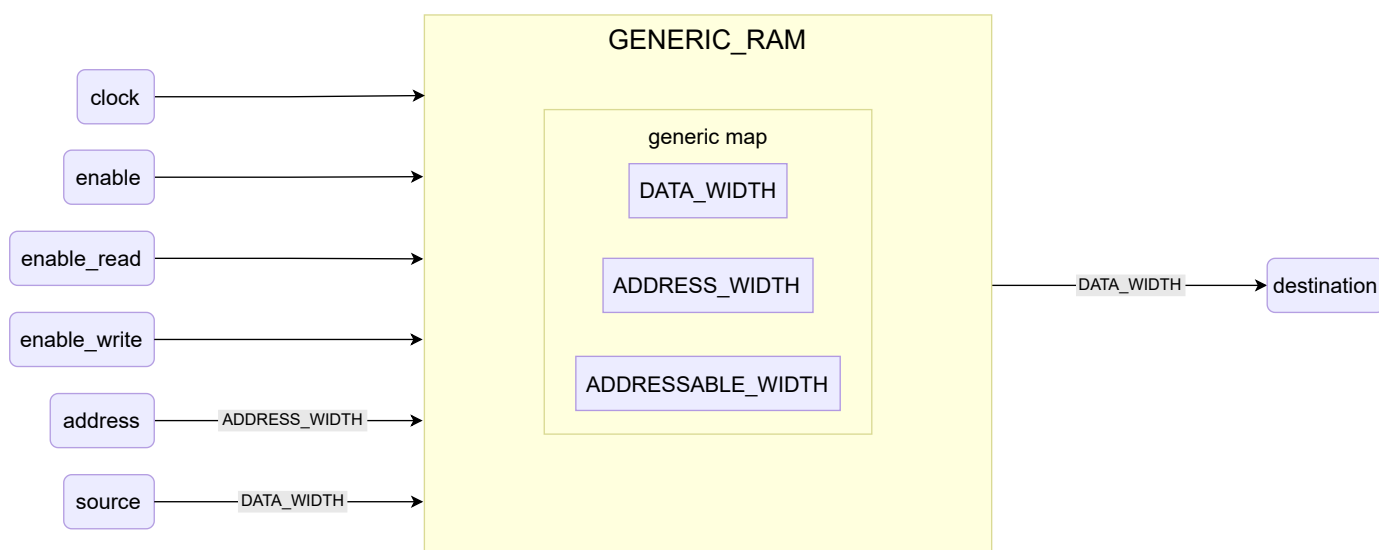 GENERIC_RAM
clock
enable
enable_read
enable_write
address
ADDRESS_WIDTH
source
DATA_WIDTH
generic map
DATA_WIDTH
ADDRESS_WIDTH
ADDRESSABLE_WIDTH
DATA_WIDTH
destination